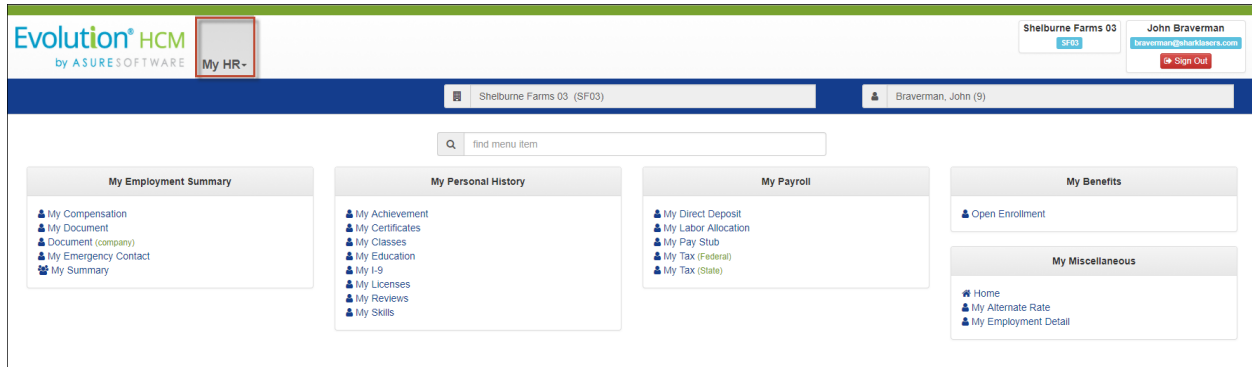 Evolution® HCM
by ASURESOFTWARE
My HR
Shelburne Farms 03
SF03
John Braverman
braverman@sharklasers.com
Sign Out
Shelburne Farms 03 (SF03)
Braverman, John (9)
find menu item
My Employment Summary
My Compensation
My Document
Document (company)
My Emergency Contact
My Summary
My Personal History
My Achievement
My Certificates
My Classes
My Education
My I-9
My Licenses
My Reviews
My Skills
My Payroll
My Direct Deposit
My Labor Allocation
My Pay Stub
My Tax (Federal)
My Tax (State)
My Benefits
Open Enrollment
My Miscellaneous
Home
My Alternate Rate
My Employment Detail